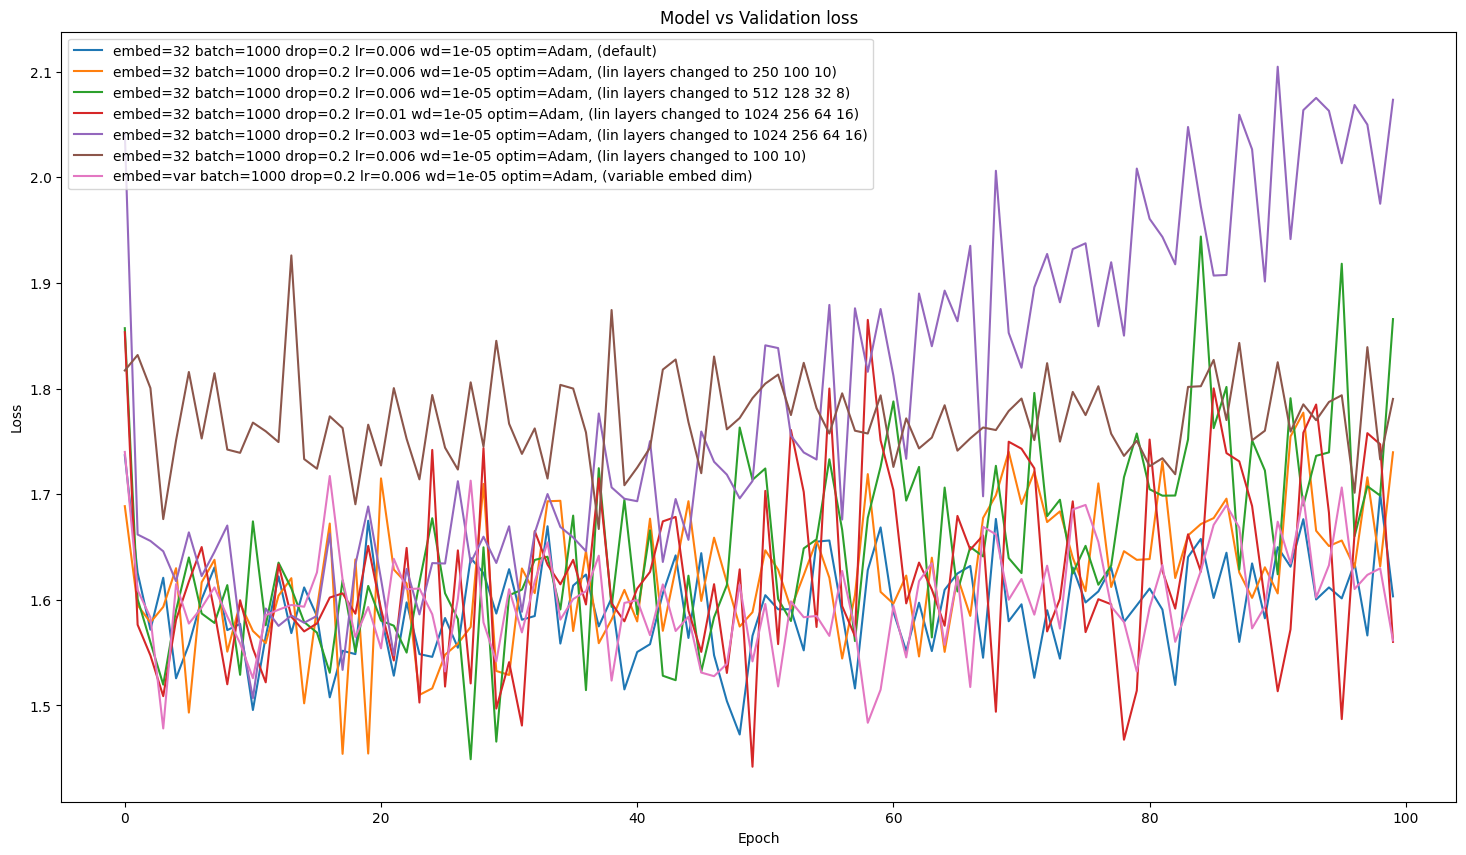 Model vs Validation loss
embed=32 batch=1000 drop=0.2 lr=0.006 wd=1e-05 optim=Adam, (default)
embed=32 batch=1000 drop=0.2 lr=0.006 wd=1e-05 optim=Adam, (lin layers changed to 250 100 10)
embed=32 batch=1000 drop=0.2 lr=0.006 wd=1e-05 optim=Adam, (lin layers changed to 512 128 32 8)
embed=32 batch=1000 drop=0.2 lr=0.01 wd=1e-05 optim=Adam, (lin layers changed to 1024 256 64 16)
embed=32 batch=1000 drop=0.2 lr=0.003 wd=1e-05 optim=Adam, (lin layers changed to 1024 256 64 16)
embed=32 batch=1000 drop=0.2 lr=0.006 wd=1e-05 optim=Adam, (lin layers changed to 100 10)
embed=var batch=1000 drop=0.2 lr=0.006 wd=1e-05 optim=Adam, (variable embed dim)
2.1
2.0
1.9
1.8
1.7
1.6
1.5
Loss
0 20 40 60 80 100
Epoch